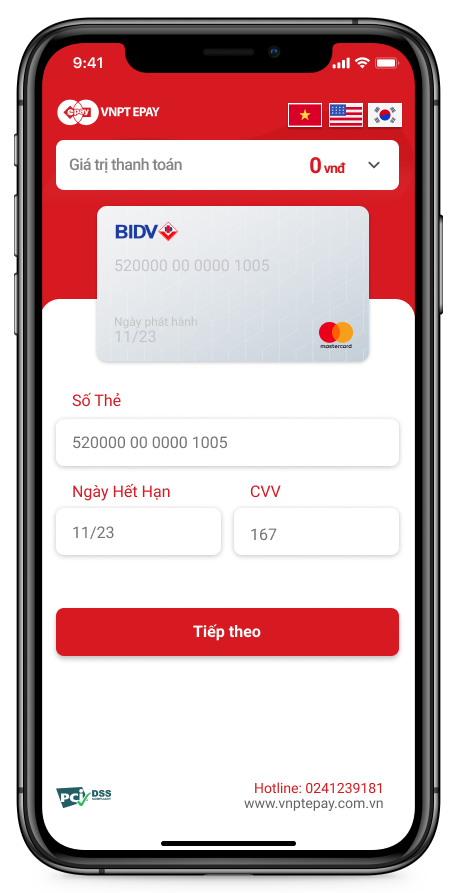 9:41
epay VNPT EPAY
Giá trị thanh toán 0 vnđ
BIDV
520000 00 0000 1005
Ngày phát hành
11/23
mastercard
Số Thẻ
520000 00 0000 1005
Ngày Hết Hạn CVV
11/23 167
Tiếp theo
PCi DSS
COMPLIANT
Hotline: 0241239181
www.vnptepay.com.vn